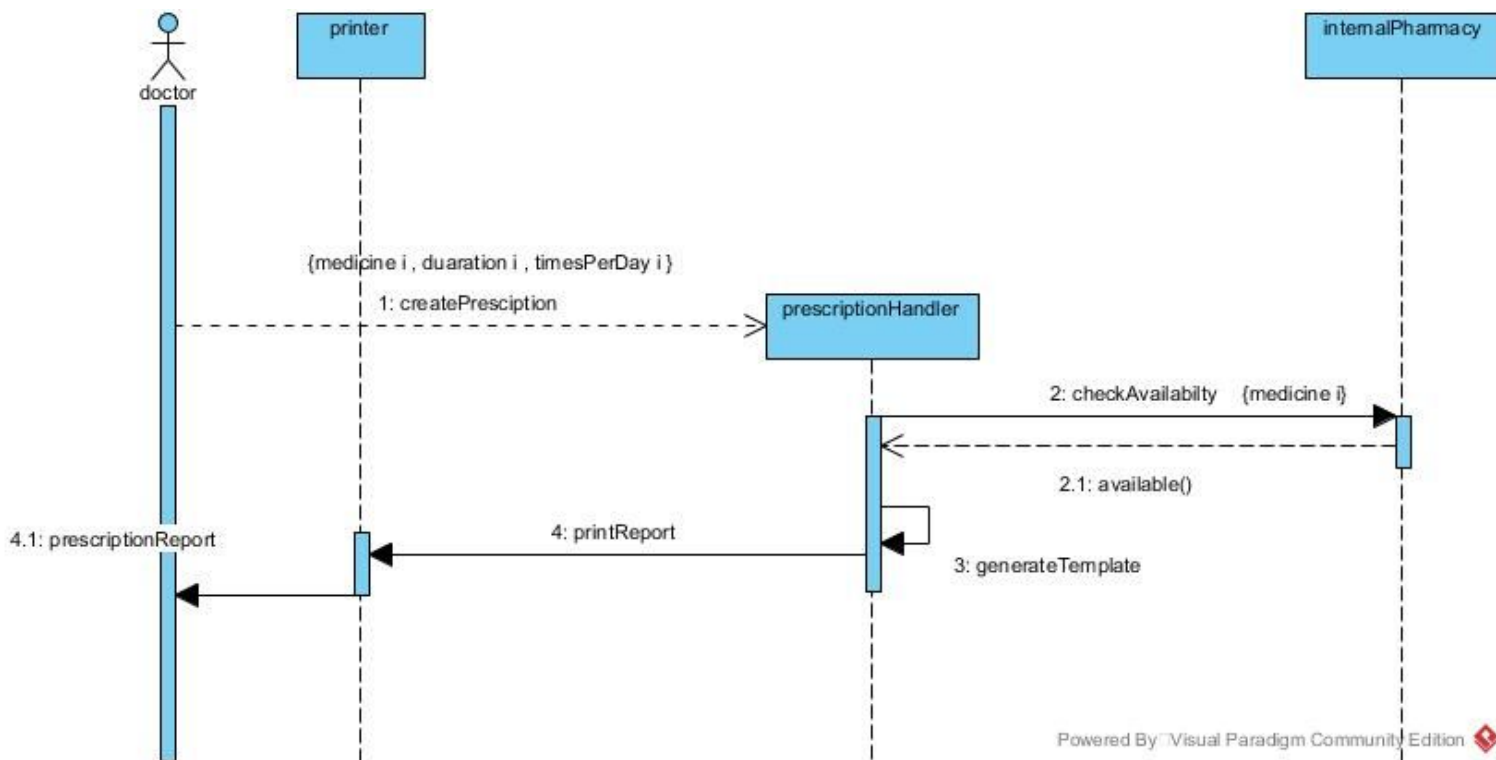 printer
internalPharmacy
doctor
{medicine i , duaration i , timesPerDay i }
1: createPresciption
prescriptionHandler
2: checkAvailabilty {medicine i}
2.1: available()
4.1: prescriptionReport
4: printReport
3: generateTemplate
Powered By Visual Paradigm Community Edition